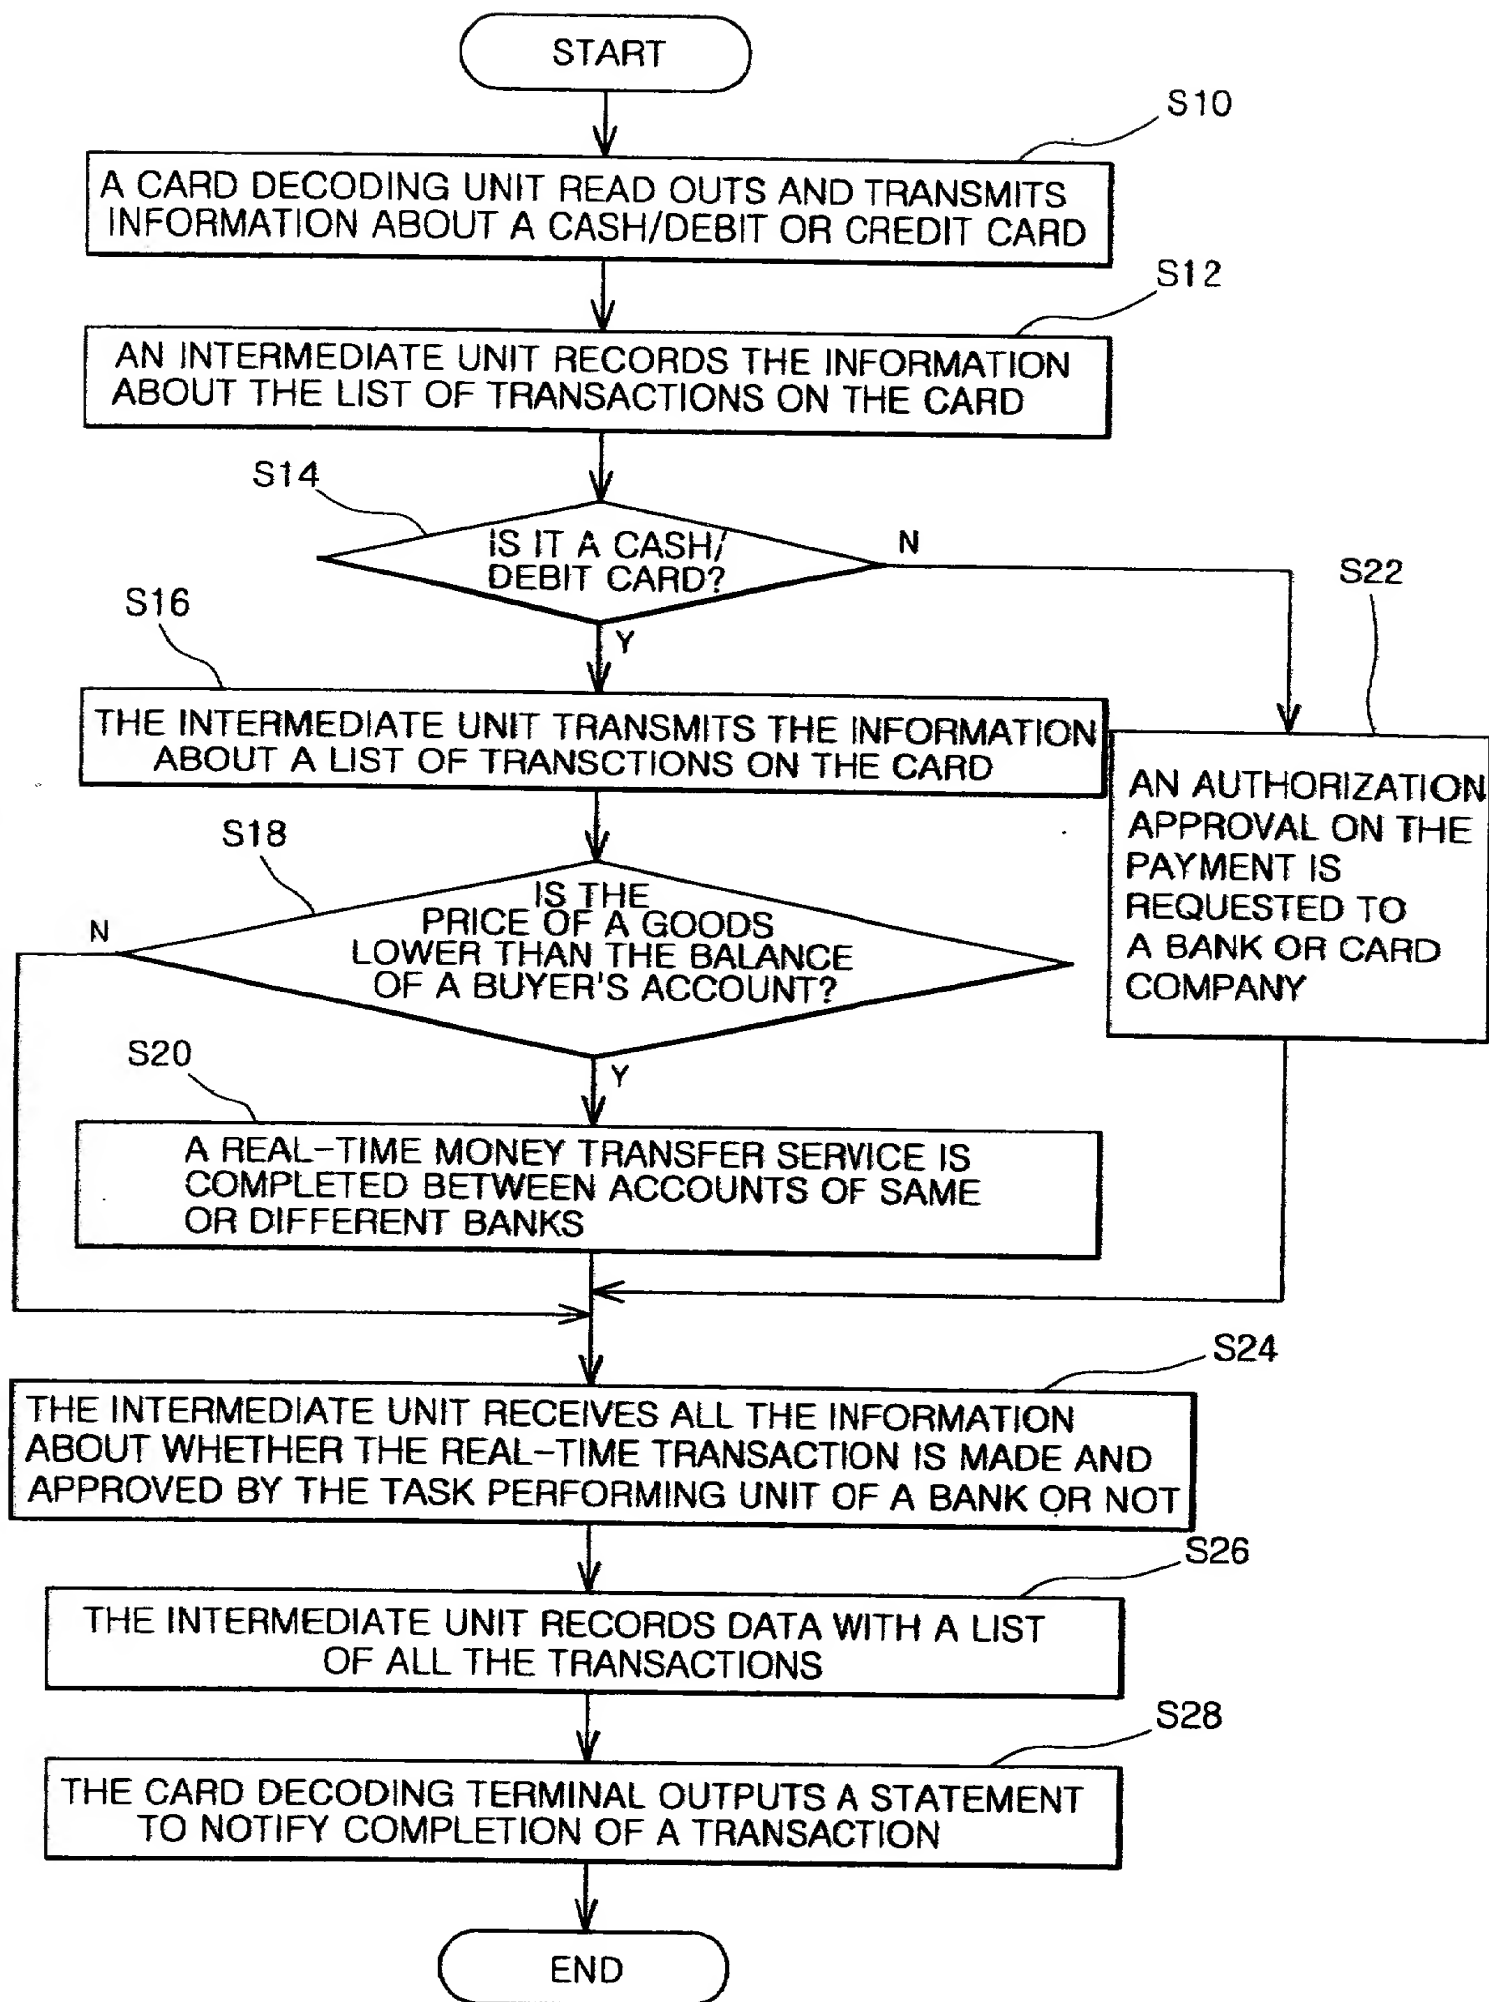 START
S10
A CARD DECODING UNIT READ OUTS AND TRANSMITS
INFORMATION ABOUT A CASH/DEBIT OR CREDIT CARD
S12
AN INTERMEDIATE UNIT RECORDS THE INFORMATION
ABOUT THE LIST OF TRANSACTIONS ON THE CARD
S14
IS IT A CASH/
DEBIT CARD?
N
Y
S16
THE INTERMEDIATE UNIT TRANSMITS THE INFORMATION
ABOUT A LIST OF TRANSCTIONS ON THE CARD
S22
AN AUTHORIZATION
APPROVAL ON THE
PAYMENT IS
REQUESTED TO
A BANK OR CARD
COMPANY
S18
IS THE
PRICE OF A GOODS
LOWER THAN THE BALANCE
OF A BUYER'S ACCOUNT?
N
Y
S20
A REAL-TIME MONEY TRANSFER SERVICE IS
COMPLETED BETWEEN ACCOUNTS OF SAME
OR DIFFERENT BANKS
S24
THE INTERMEDIATE UNIT RECEIVES ALL THE INFORMATION
ABOUT WHETHER THE REAL-TIME TRANSACTION IS MADE AND
APPROVED BY THE TASK PERFORMING UNIT OF A BANK OR NOT
S26
THE INTERMEDIATE UNIT RECORDS DATA WITH A LIST
OF ALL THE TRANSACTIONS
S28
THE CARD DECODING TERMINAL OUTPUTS A STATEMENT
TO NOTIFY COMPLETION OF A TRANSACTION
END